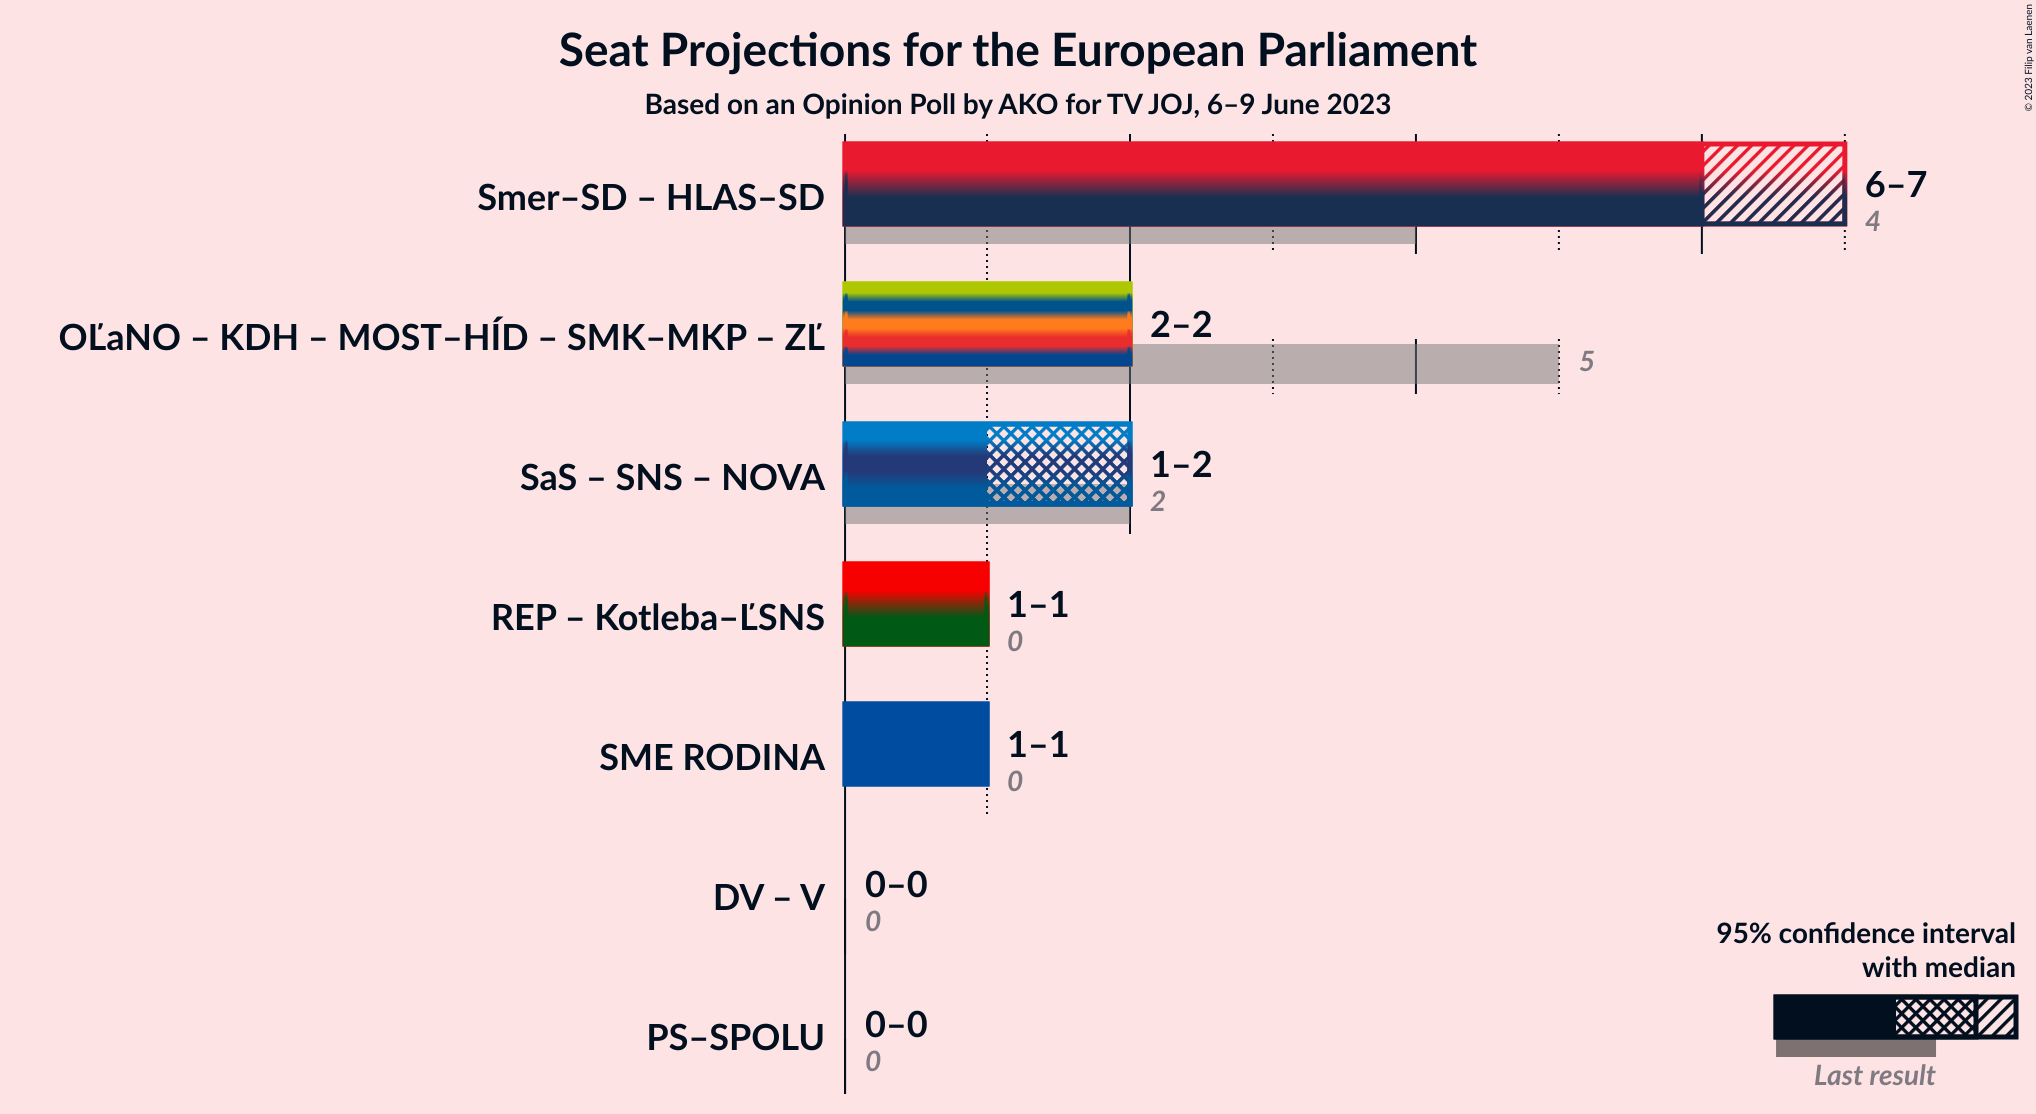 Seat Projections for the European Parliament
Based on an Opinion Poll by AKO for TV JOJ, 6–9 June 2023
© 2023 Filip van Laenen
Smer–SD – HLAS–SD
6–7
4
OĽaNO – KDH – MOST–HÍD – SMK–MKP – ZĽ
2–2
5
SaS – SNS – NOVA
1–2
2
REP – Kotleba–ĽSNS
1–1
0
SME RODINA
1–1
0
DV – V
0–0
0
PS–SPOLU
0–0
0
95% confidence interval
with median
Last result